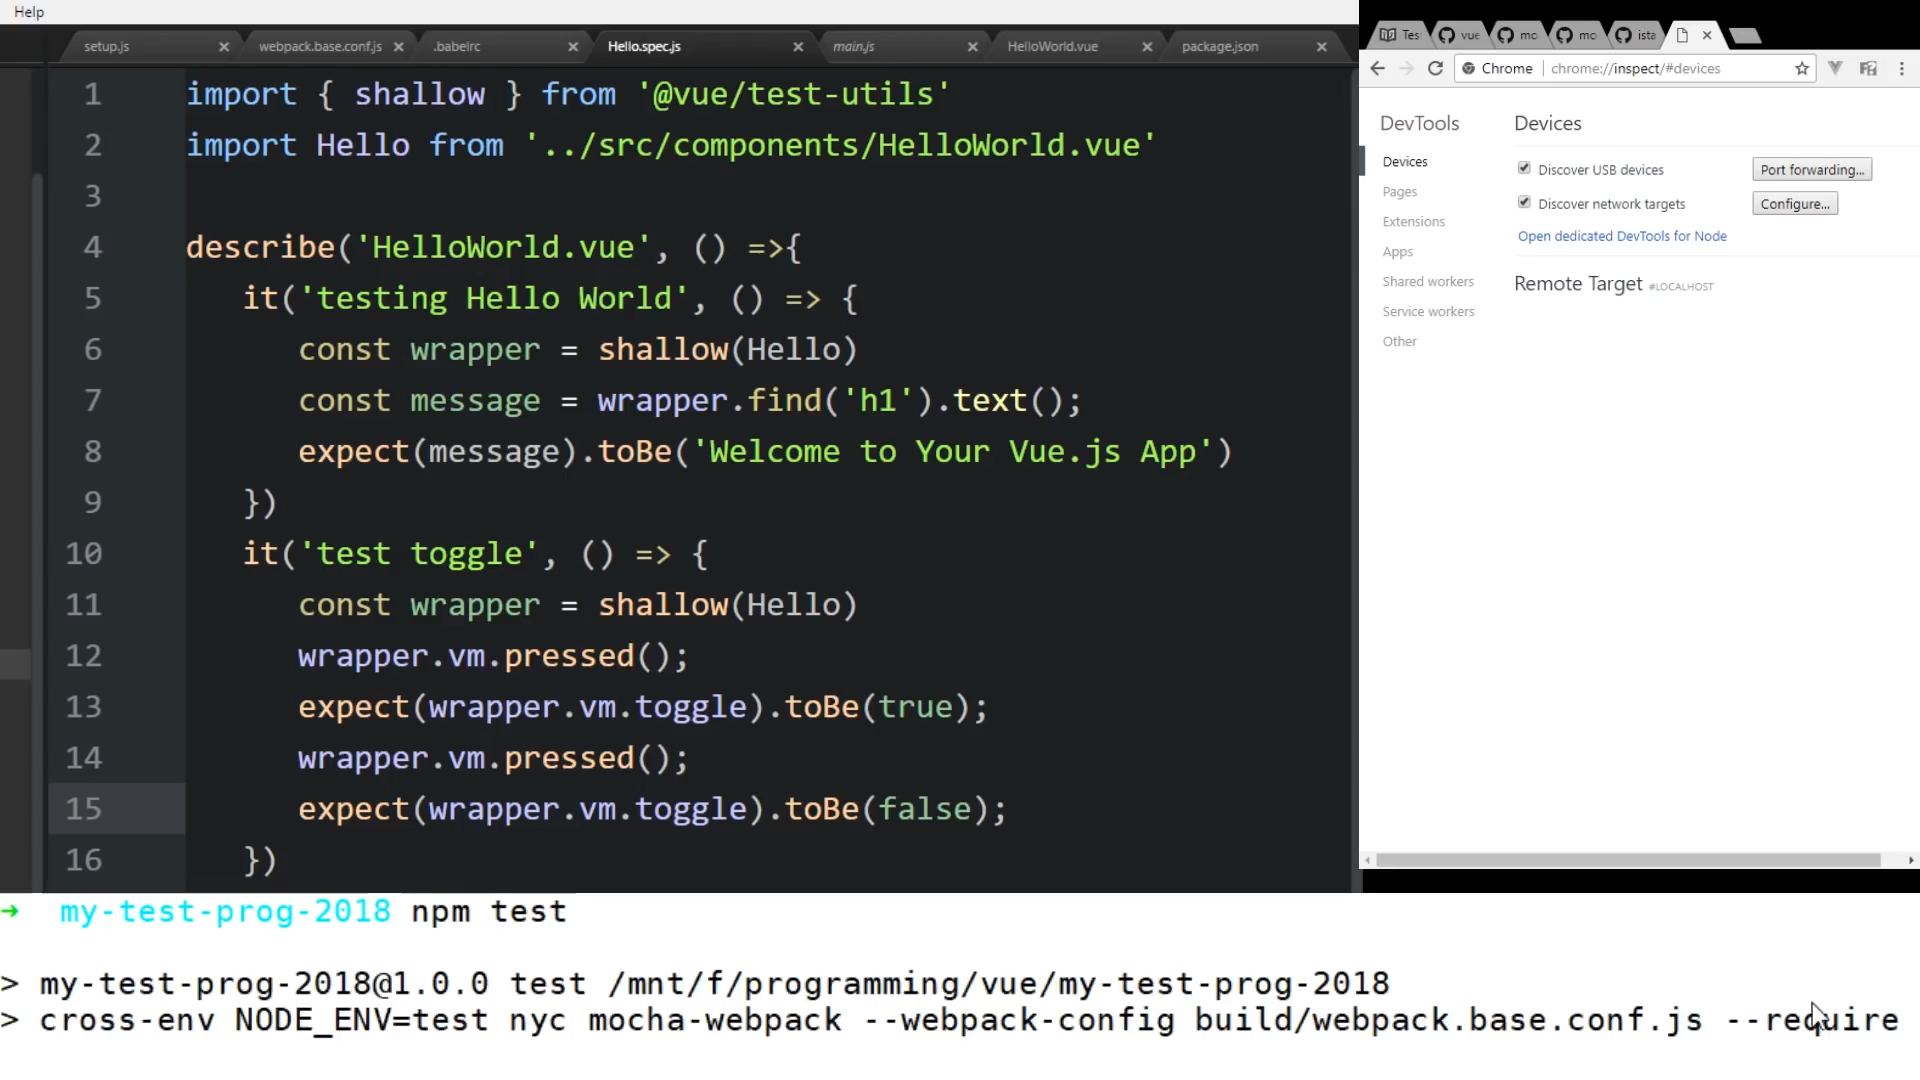 Help
setup.js
webpack.base.conf.js
.babelrc
Hello.spec.js
main.js
HelloWorld.vue
package.json
1 import { shallow } from '@vue/test-utils'
2 import Hello from '../src/components/HelloWorld.vue'
3
4 describe('HelloWorld.vue', () =>{
5 it('testing Hello World', () => {
6 const wrapper = shallow(Hello)
7 const message = wrapper.find('h1').text();
8 expect(message).toBe('Welcome to Your Vue.js App')
9 })
10 it('test toggle', () => {
11 const wrapper = shallow(Hello)
12 wrapper.vm.pressed();
13 expect(wrapper.vm.toggle).toBe(true);
14 wrapper.vm.pressed();
15 expect(wrapper.vm.toggle).toBe(false);
16 })
Tes
vue
mo
mo
ista
Chrome chrome://inspect/#devices
DevTools
Devices
Pages
Extensions
Apps
Shared workers
Service workers
Other
Devices
Discover USB devices
Port forwarding...
Discover network targets
Configure...
Open dedicated DevTools for Node
Remote Target #LOCALHOST
→ my-test-prog-2018 npm test
> my-test-prog-2018@1.0.0 test /mnt/f/programming/vue/my-test-prog-2018
> cross-env NODE_ENV=test nyc mocha-webpack --webpack-config build/webpack.base.conf.js --require